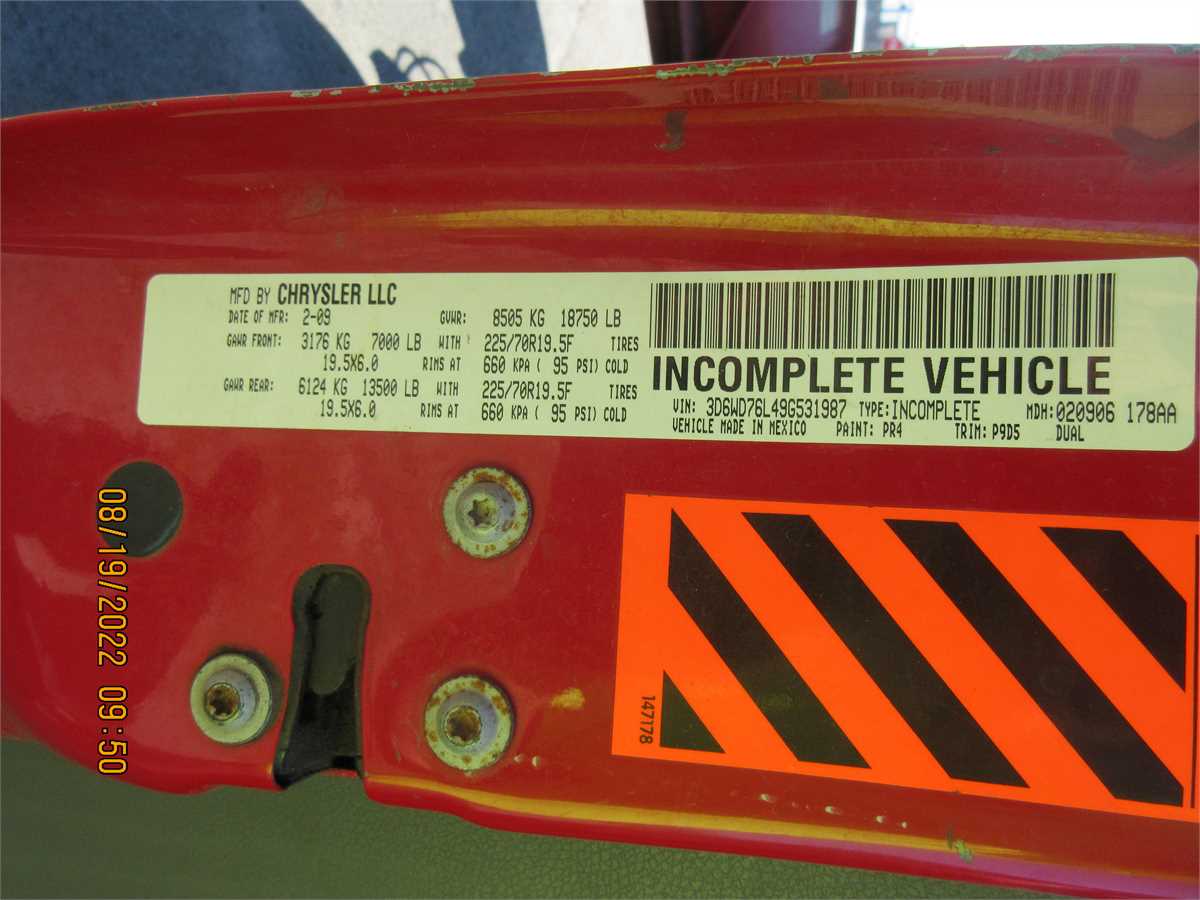 MFD BY CHRYSLER LLC
DATE OF MFR: 2-09 GVWR: 8505 KG 18750 LB
GAWR FRONT: 3176 KG 7000 LB WITH 225/70R19.5F TIRES
19.5X6.0 RIMS AT 660 KPA ( 95 PSI) COLD
GAWR REAR: 6124 KG 13500 LB WITH 225/70R19.5F TIRES
19.5X6.0 RIMS AT 660 KPA ( 95 PSI) COLD
INCOMPLETE VEHICLE
VIN: 3D6WD76L49G531987 TYPE: INCOMPLETE MDH: 020906 178AA
VEHICLE MADE IN MEXICO PAINT: PR4 TRIM: P9D5 DUAL
147178
08/19/2022 09:50